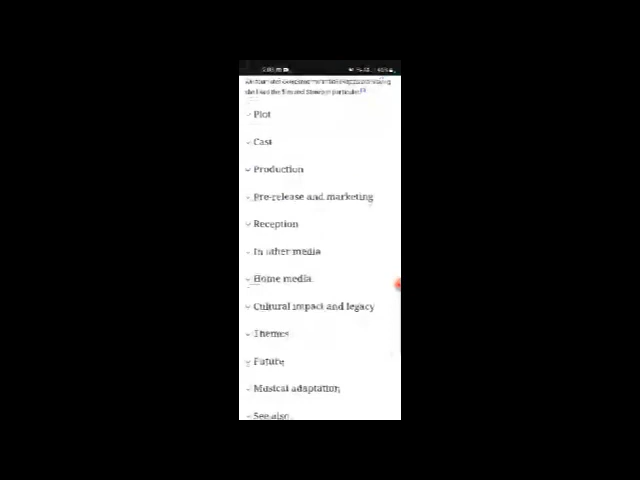 Plot
Cast
Production
Pre-release and marketing
Reception
In other media
Home media
Cultural impact and legacy
Themes
Future
Musical adaptation
See also